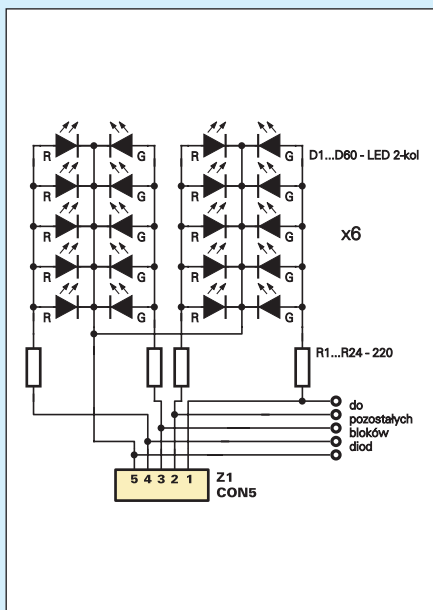 R G R G
D1...D60 - LED 2-kol
R G R G
R G R G
x6
R G R G
R G R G
R1...R24 - 220
do
pozostałych
bloków
diod
5 4 3 2 1
Z1
CON5